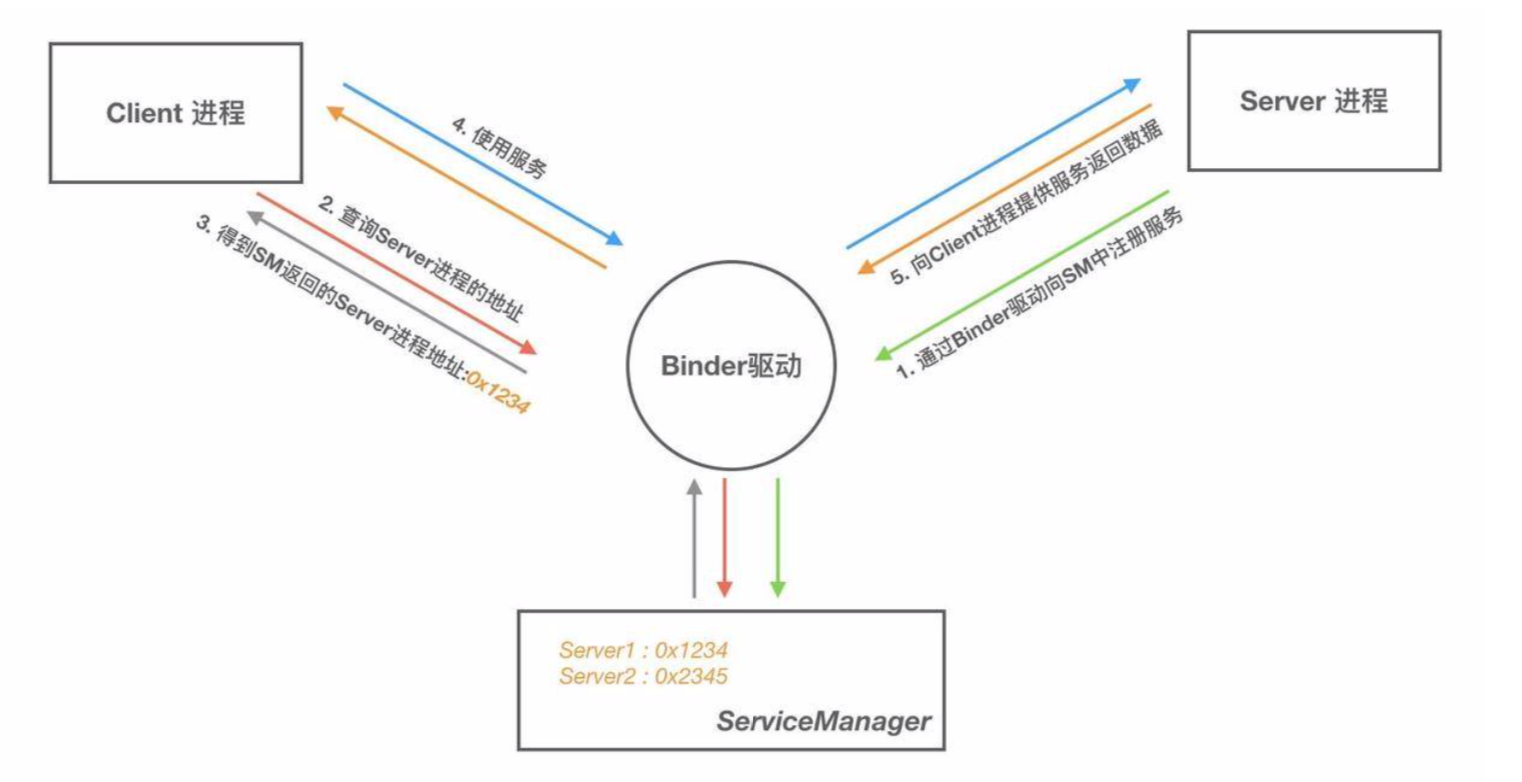 Client 进程
Server 进程
4. 使用服务
2. 查询Server进程的地址
3. 得到SM返回的Server进程地址:0x1234
5. 向Client进程提供服务返回数据
1. 通过Binder驱动向SM中注册服务
Binder驱动
Server1 : 0x1234
Server2 : 0x2345
ServiceManager